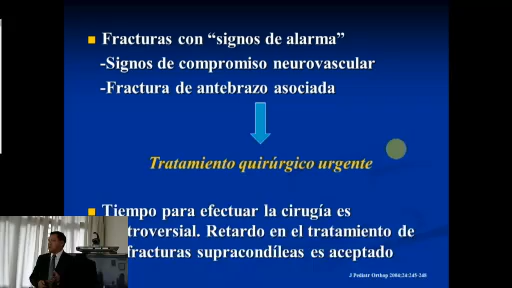 Fracturas con “signos de alarma”
-Signos de compromiso neurovascular
-Fractura de antebrazo asociada
Tratamiento quirúrgico urgente
Tiempo para efectuar la cirugía es
troversial. Retardo en el tratamiento de
fracturas supracondíleas es aceptado
J Pediatr Orthop 2004;24:245-248